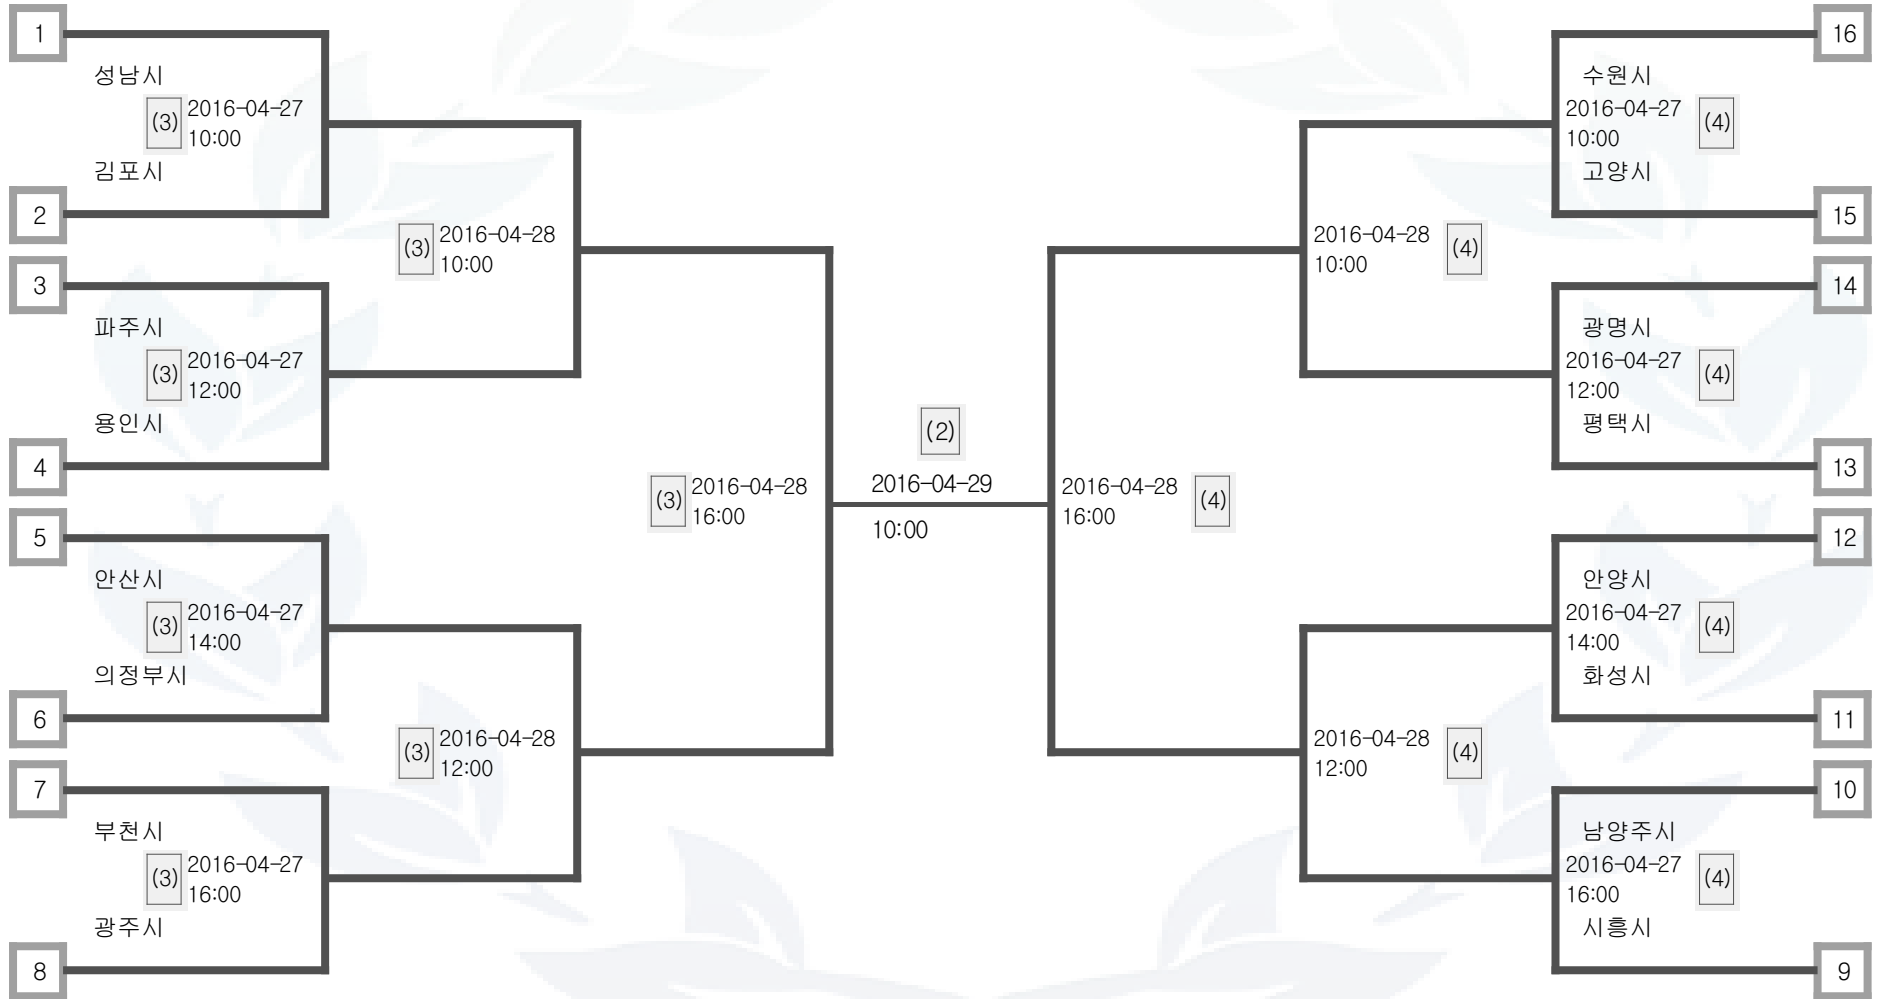 1
성남시
(3) 2016-04-27
10:00
김포시
2
3
파주시
(3) 2016-04-27
12:00
용인시
4
5
안산시
(3) 2016-04-27
14:00
의정부시
6
7
부천시
(3) 2016-04-27
16:00
광주시
8
(3) 2016-04-28
10:00
(3) 2016-04-28
12:00
(3) 2016-04-28
16:00
(2)
2016-04-29
10:00
2016-04-28 (4)
16:00
2016-04-28 (4)
10:00
2016-04-28 (4)
12:00
16
수원시
2016-04-27 (4)
10:00
고양시
15
14
광명시
2016-04-27 (4)
12:00
평택시
13
12
안양시
2016-04-27 (4)
14:00
화성시
11
10
남양주시
2016-04-27 (4)
16:00
시흥시
9